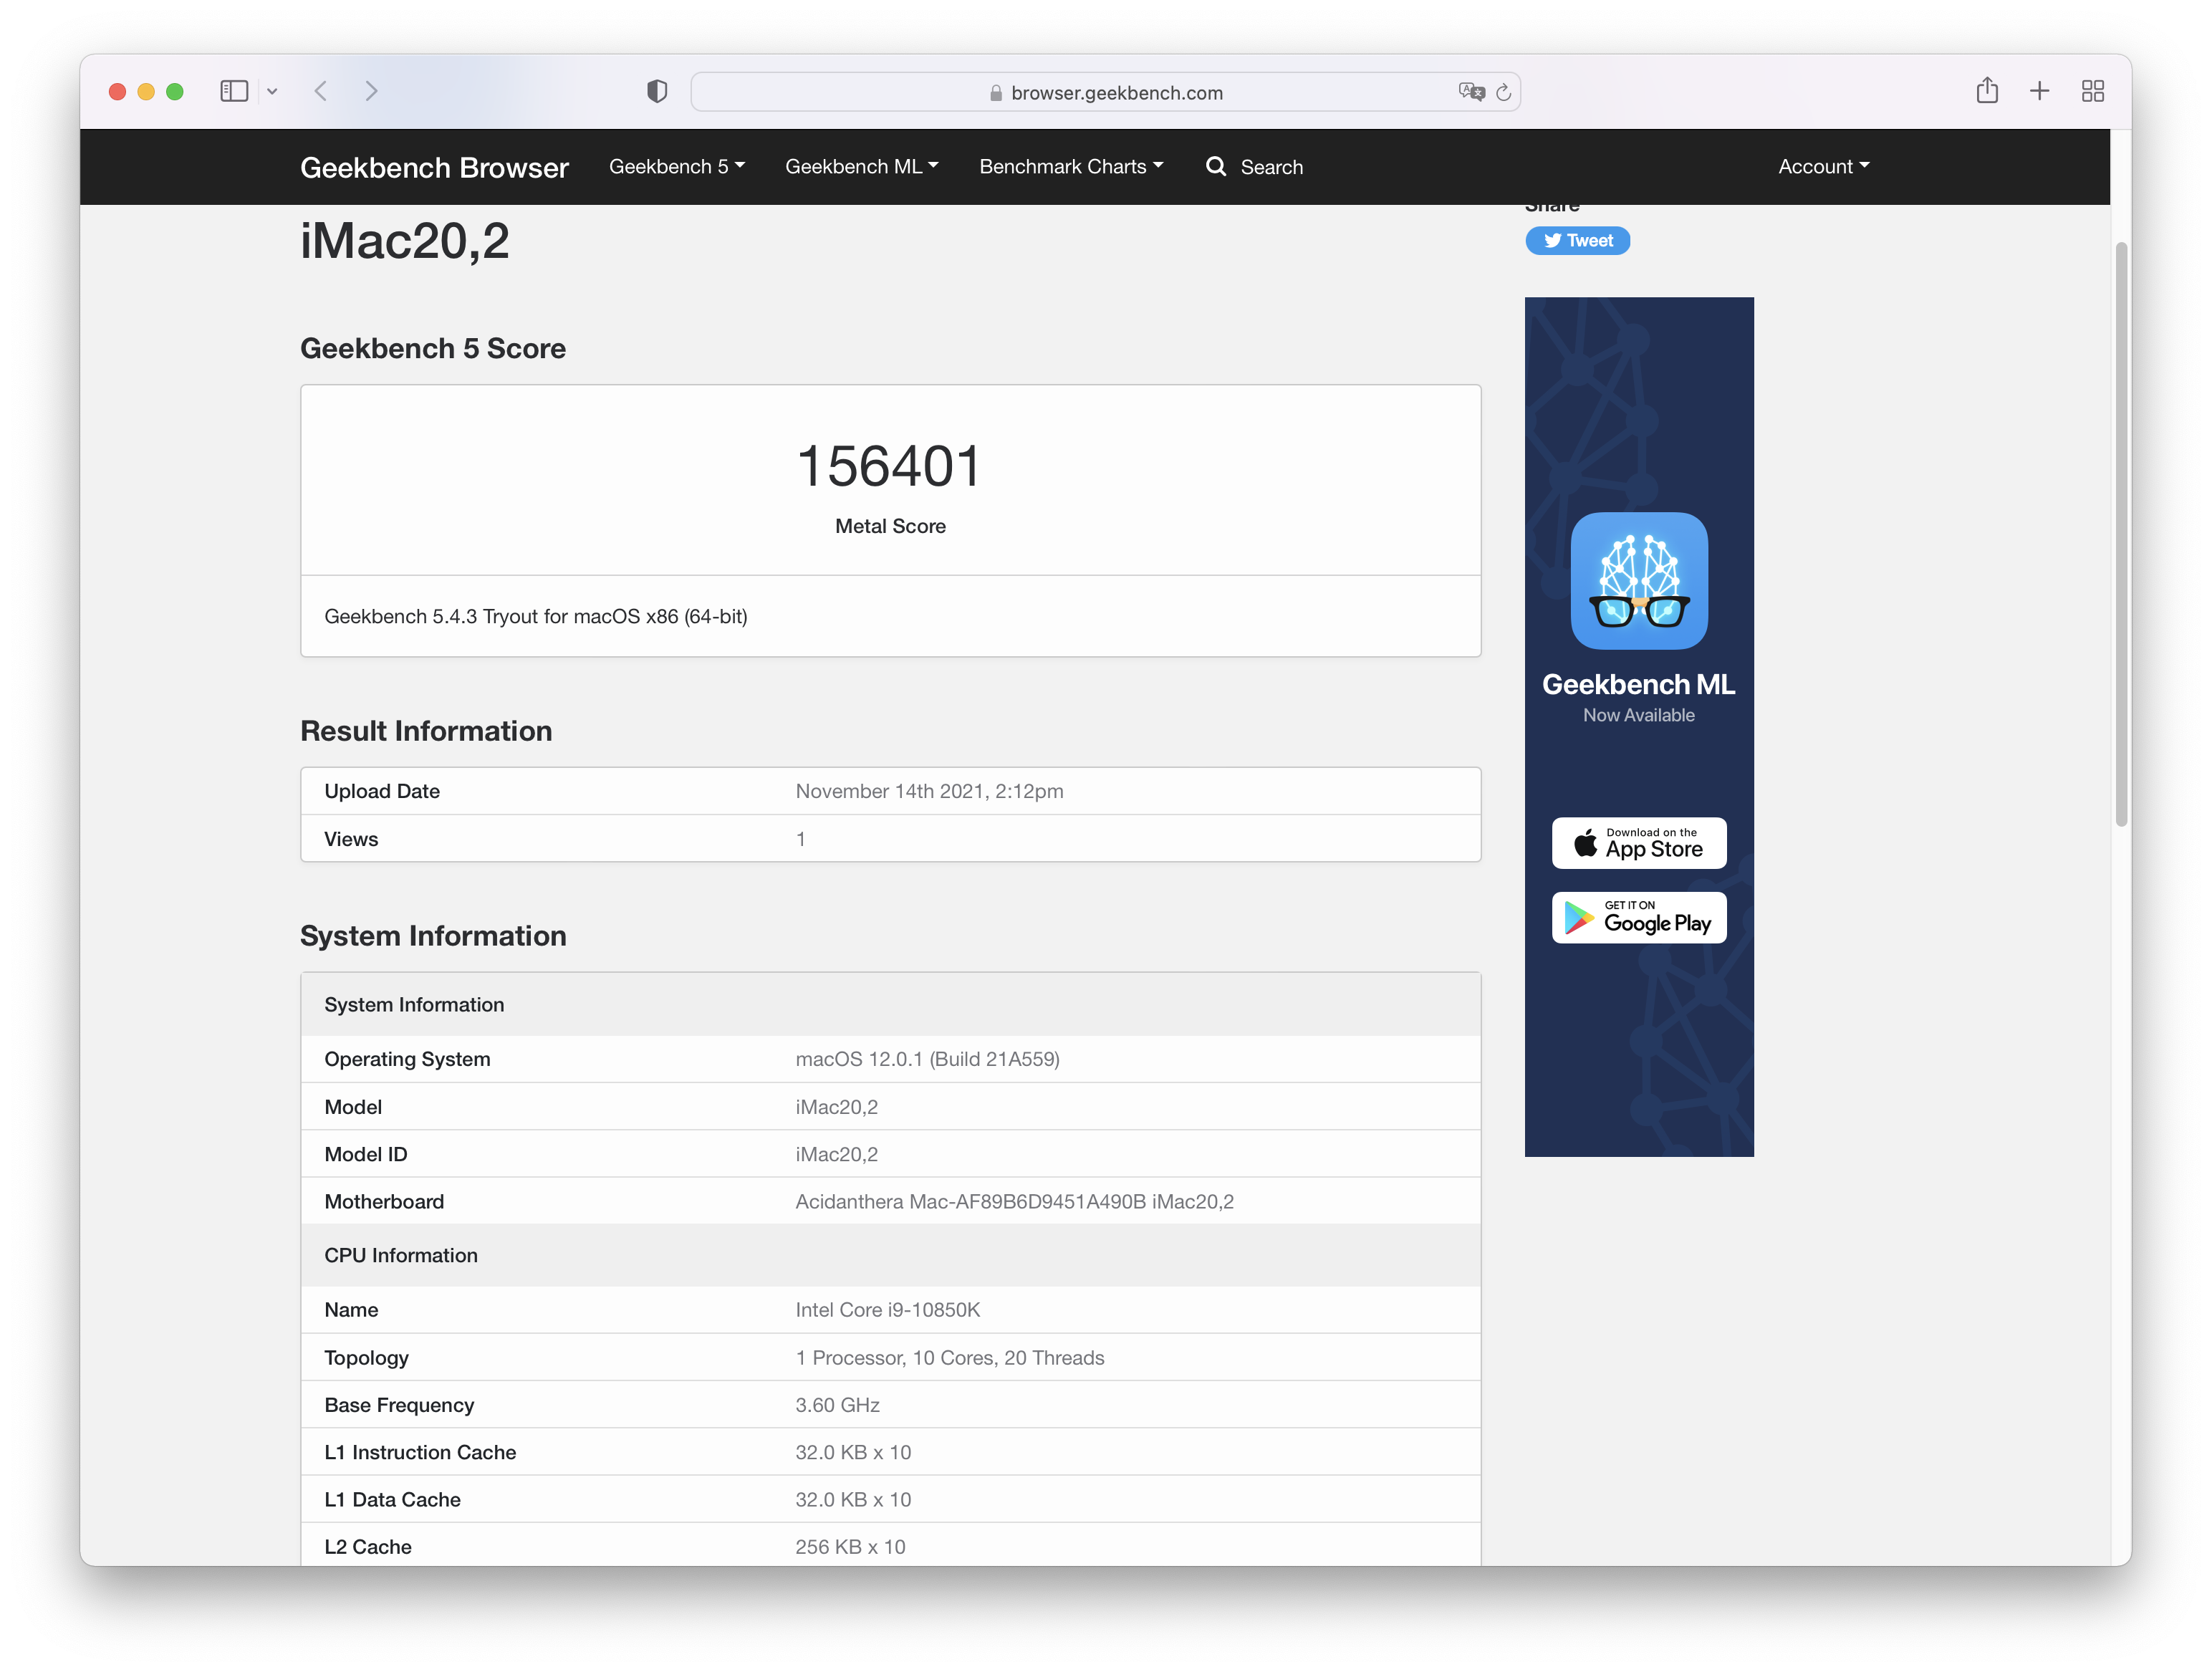 browser.geekbench.com
Geekbench Browser Geekbench 5 Geekbench ML Benchmark Charts Search Account
iMac20,2
Share
Tweet
Geekbench 5 Score
156401
Metal Score
Geekbench 5.4.3 Tryout for macOS x86 (64-bit)
Result Information
Upload Date November 14th 2021, 2:12pm
Views 1
System Information
System Information
Operating System macOS 12.0.1 (Build 21A559)
Model iMac20,2
Model ID iMac20,2
Motherboard Acidanthera Mac-AF89B6D9451A490B iMac20,2
CPU Information
Name Intel Core i9-10850K
Topology 1 Processor, 10 Cores, 20 Threads
Base Frequency 3.60 GHz
L1 Instruction Cache 32.0 KB x 10
L1 Data Cache 32.0 KB x 10
L2 Cache 256 KB x 10
Geekbench ML
Now Available
Download on the
App Store
GET IT ON
Google Play